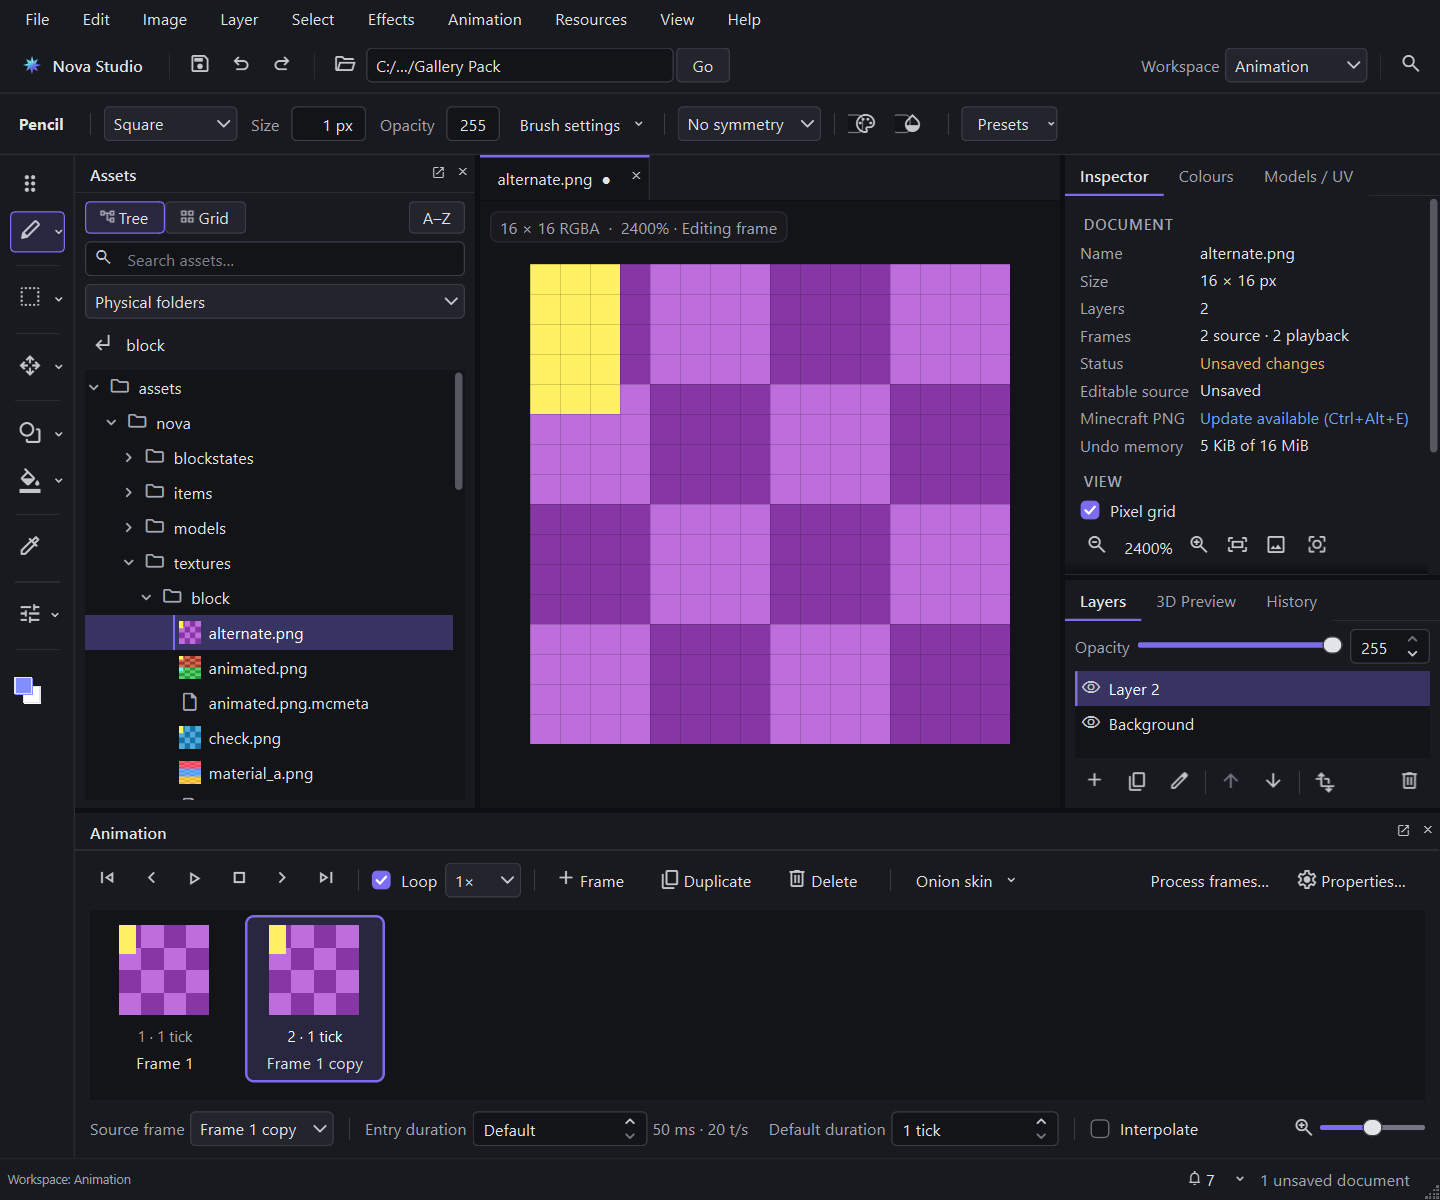 File Edit Image Layer Select Effects Animation Resources View Help
Nova Studio C:/.../Gallery Pack Go Workspace Animation
Pencil Square Size 1 px Opacity 255 Brush settings No symmetry Presets
Assets
Tree Grid A–Z
Search assets...
Physical folders
block
assets
nova
blockstates
items
models
textures
block
alternate.png
animated.png
animated.png.mcmeta
check.png
material_a.png
alternate.png ●
16 × 16 RGBA · 2400% · Editing frame
Inspector Colours Models / UV
DOCUMENT
Name alternate.png
Size 16 × 16 px
Layers 2
Frames 2 source · 2 playback
Status Unsaved changes
Editable source Unsaved
Minecraft PNG Update available (Ctrl+Alt+E)
Undo memory 5 KiB of 16 MiB
VIEW
Pixel grid
2400%
Layers 3D Preview History
Opacity 255
Layer 2
Background
Animation
Loop 1× Frame Duplicate Delete Onion skin Process frames... Properties...
1 · 1 tick
Frame 1
2 · 1 tick
Frame 1 copy
Source frame Frame 1 copy Entry duration Default 50 ms · 20 t/s Default duration 1 tick Interpolate
Workspace: Animation 7 1 unsaved document